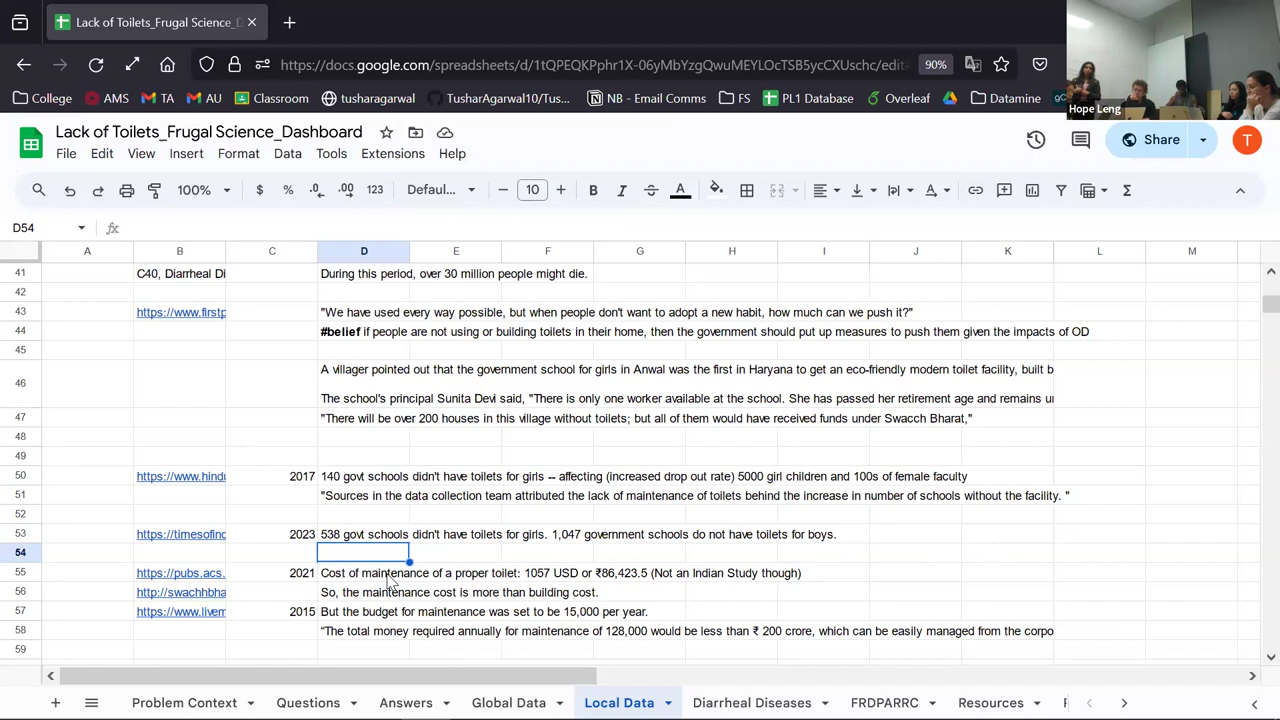 Lack of Toilets_Frugal Science_D
https://docs.google.com/spreadsheets/d/1tQPEQKPphr1X-06yMbYzgQwuMEYLOcTSB5ycCXUschc/edit
90%
College
AMS
TA
AU
Classroom
tusharagarwal
TusharAgarwal10/Tus...
NB - Email Comms
FS
PL1 Database
Overleaf
Datamine
Hope Leng
Lack of Toilets_Frugal Science_Dashboard
Share
T
File Edit View Insert Format Data Tools Extensions Help
100% $ % .0 .00 123 Defaul... 10 B I A
D54 fx
A B C D E F G H I J K L M
41 C40, Diarrheal Di During this period, over 30 million people might die.
42
43 https://www.firstp "We have used every way possible, but when people don't want to adopt a new habit, how much can we push it?"
44 #belief if people are not using or building toilets in their home, then the government should put up measures to push them given the impacts of OD
45
A villager pointed out that the government school for girls in Anwal was the first in Haryana to get an eco-friendly modern toilet facility, built b
46
The school's principal Sunita Devi said, "There is only one worker available at the school. She has passed her retirement age and remains u
47 "There will be over 200 houses in this village without toilets; but all of them would have received funds under Swacch Bharat,"
48
49
50 https://www.hindu 2017 140 govt schools didn't have toilets for girls -- affecting (increased drop out rate) 5000 girl children and 100s of female faculty
51 "Sources in the data collection team attributed the lack of maintenance of toilets behind the increase in number of schools without the facility. "
52
53 https://timesofind 2023 538 govt schools didn't have toilets for girls. 1,047 government schools do not have toilets for boys.
54
55 https://pubs.acs. 2021 Cost of maintenance of a proper toilet: 1057 USD or ₹86,423.5 (Not an Indian Study though)
56 http://swachhbha So, the maintenance cost is more than building cost.
57 https://www.livem 2015 But the budget for maintenance was set to be 15,000 per year.
58 "The total money required annually for maintenance of 128,000 would be less than ₹ 200 crore, which can be easily managed from the corpo
59
Problem Context
Questions
Answers
Global Data
Local Data
Diarrheal Diseases
FRDPARRC
Resources